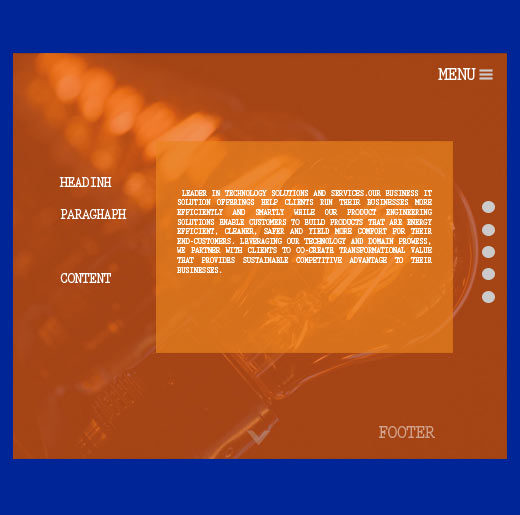 MENU
HEADINH
PARAGHAPH
CONTENT
LEADER IN TECHNOLOGY SOLUTIONS AND SERVICES.OUR BUSINESS IT
SOLUTION OFFERINGS HELP CLIENTS RUN THEIR BUSINESSES MORE
EFFICIENTLY AND SMARTLY WHILE OUR PRODUCT ENGINEERING
SOLUTIONS ENABLE CUSTOMERS TO BUILD PRODUCTS THAT ARE ENERGY
EFFICIENT, CLEANER, SAFER AND YIELD MORE COMFORT FOR THEIR
END-CUSTOMERS. LEVERAGING OUR TECHNOLOGY AND DOMAIN PROWESS,
WE PARTNER WITH CLIENTS TO CO-CREATE TRANSFORMATIONAL VALUE
THAT PROVIDES SUSTAINABLE COMPETITIVE ADVANTAGE TO THEIR
BUSINESSES.
FOOTER